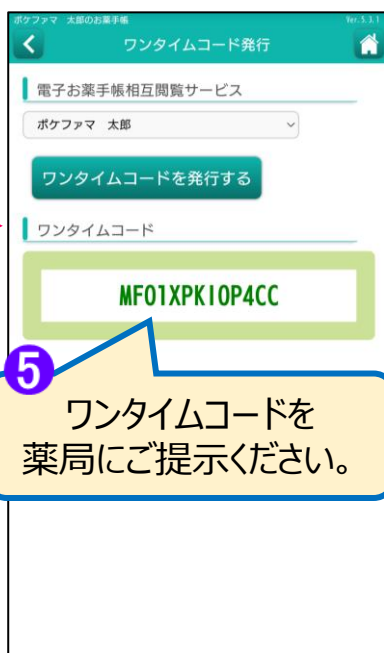 ポケファマ 太郎のお薬手帳 Ver.5.3.1
ワンタイムコード発行
電子お薬手帳相互閲覧サービス
ポケファマ 太郎
ワンタイムコードを発行する
ワンタイムコード
MF01XPKI0P4CC
5
ワンタイムコードを
薬局にご提示ください。